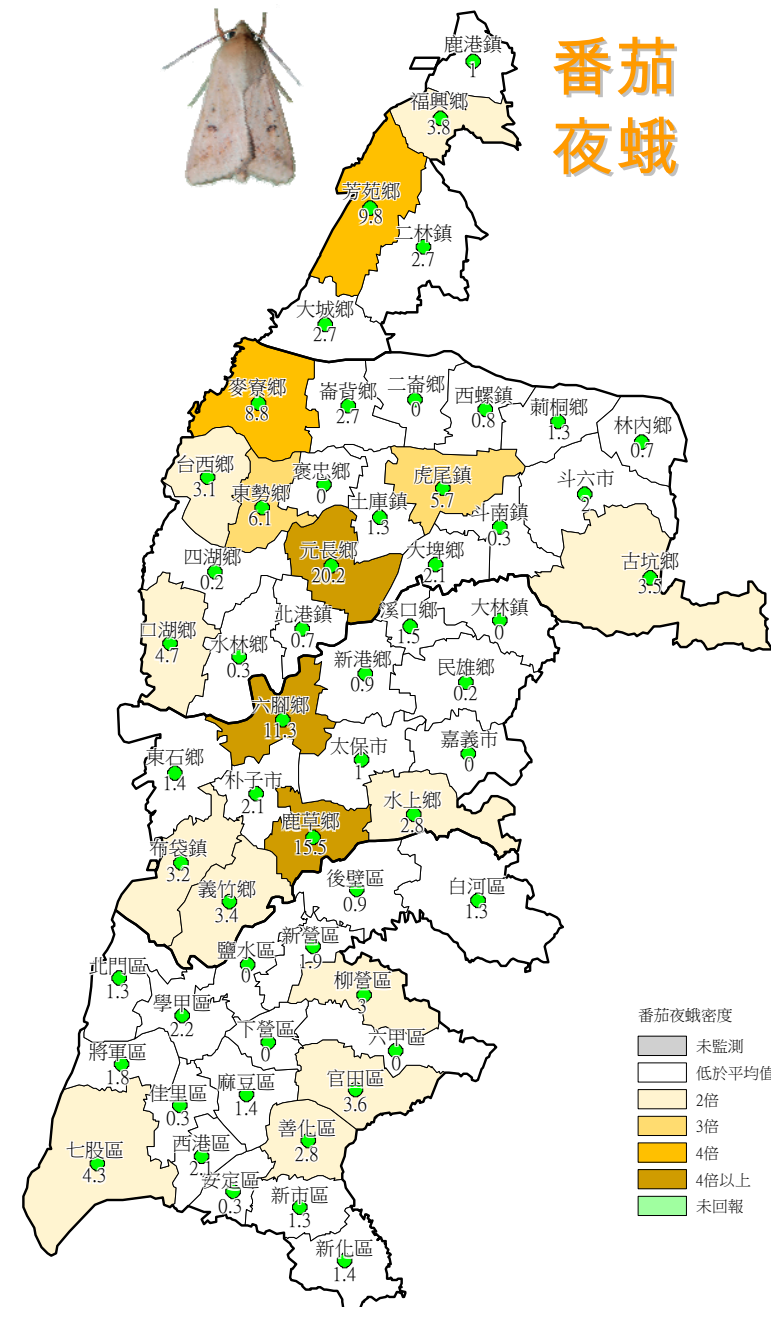 番茄
夜蛾
鹿港鎮
1
福興鄉
3.8
芳苑鄉
9.8
二林鎮
2.7
大城鄉
2.7
麥寮鄉
8.8
崙背鄉
2.7
二崙鄉
0
西螺鎮
0.8
莿桐鄉
1.3
林內鄉
0.7
台西鄉
3.1
東勢鄉
6.1
褒忠鄉
0
土庫鎮
1.3
虎尾鎮
5.7
斗南鎮
0.3
斗六市
2
四湖鄉
0.2
元長鄉
20.2
大埤鄉
2.1
古坑鄉
3.5
口湖鄉
4.7
水林鄉
0.3
北港鎮
0.7
溪口鄉
1.5
大林鎮
0
新港鄉
0.9
民雄鄉
0.2
六腳鄉
11.3
東石鄉
1.4
朴子市
2.1
太保市
1
嘉義市
0
鹿草鄉
15.5
水上鄉
2.8
布袋鎮
3.2
義竹鄉
3.4
後壁區
0.9
白河區
1.3
鹽水區
0
新營區
1.9
北門區
1.3
學甲區
2.2
下營區
0
柳營區
3
六甲區
0
將軍區
1.8
佳里區
0.3
麻豆區
1.4
官田區
3.6
七股區
4.3
西港區
2.1
善化區
2.8
安定區
0.3
新市區
1.3
新化區
1.4
番茄夜蛾密度
未監測
低於平均值
2倍
3倍
4倍
4倍以上
未回報